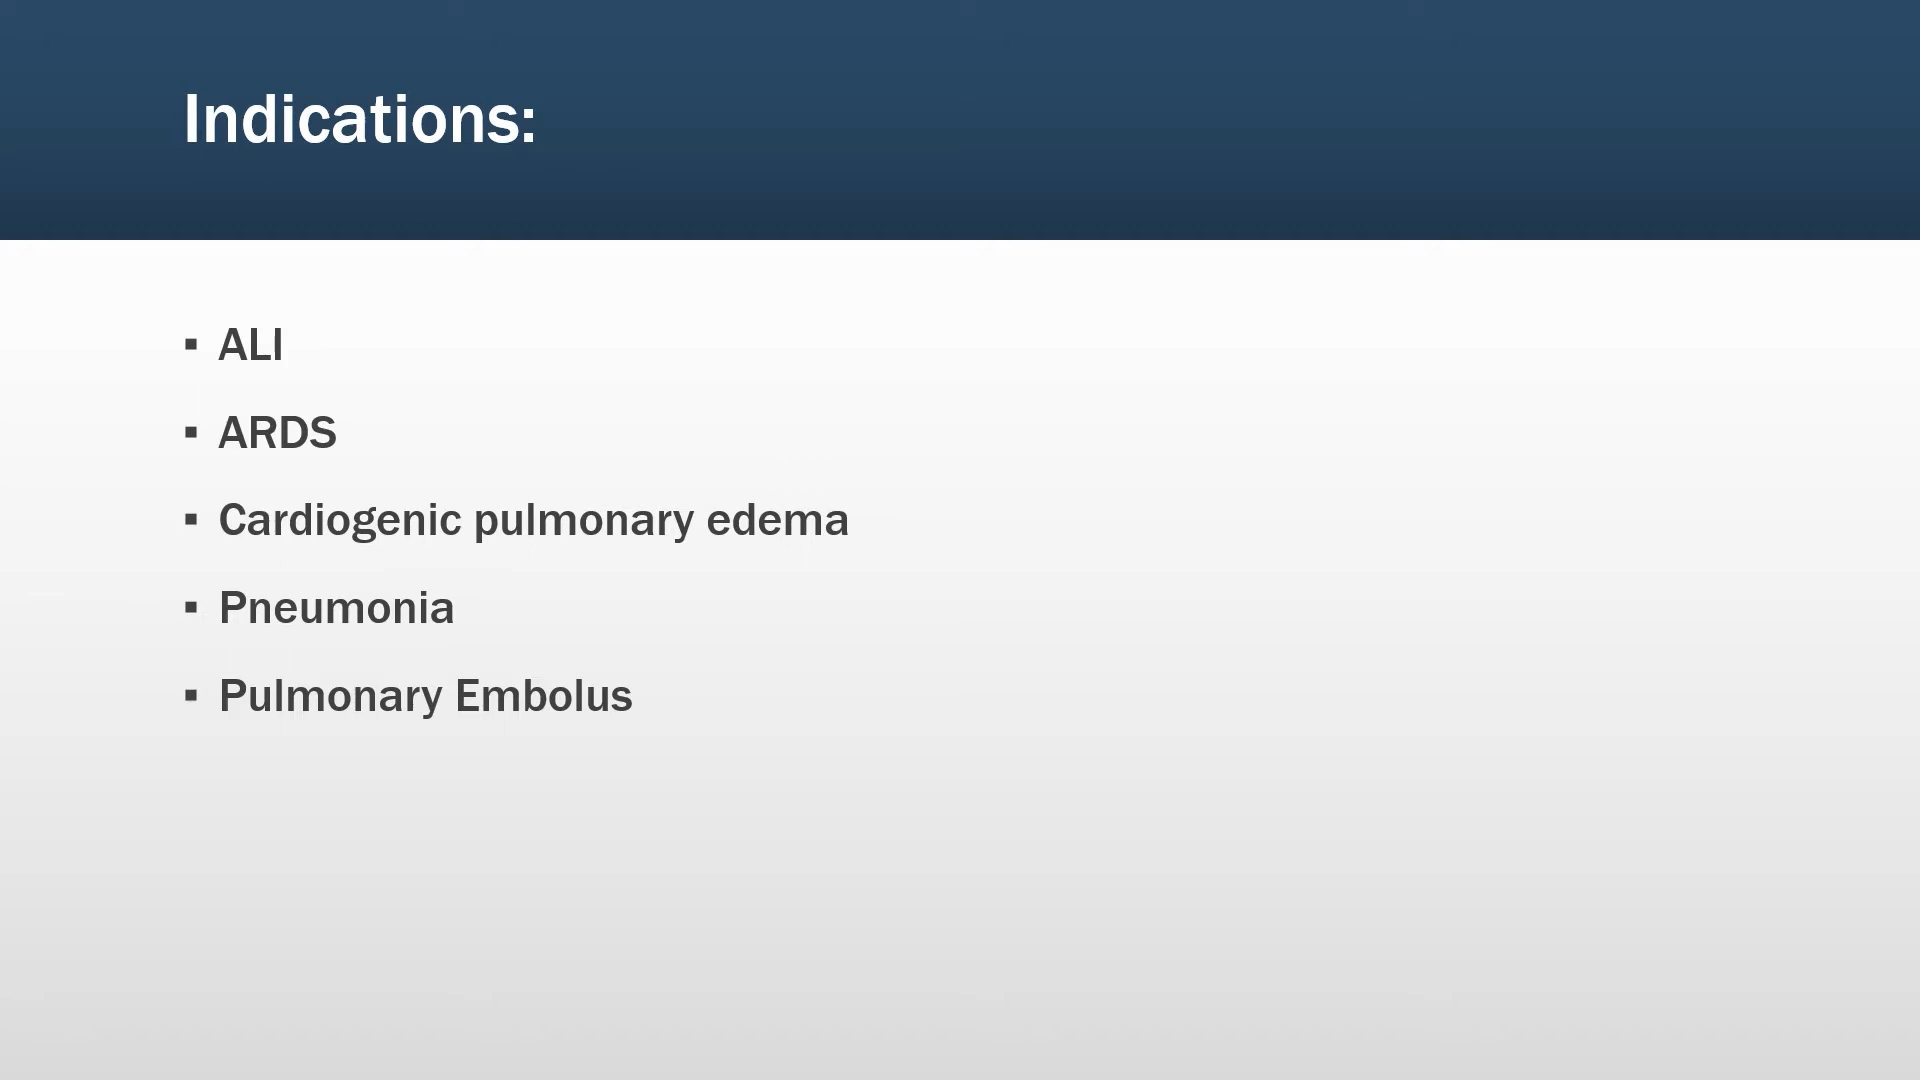 Indications:
▪ ALI
▪ ARDS
▪ Cardiogenic pulmonary edema
▪ Pneumonia
▪ Pulmonary Embolus